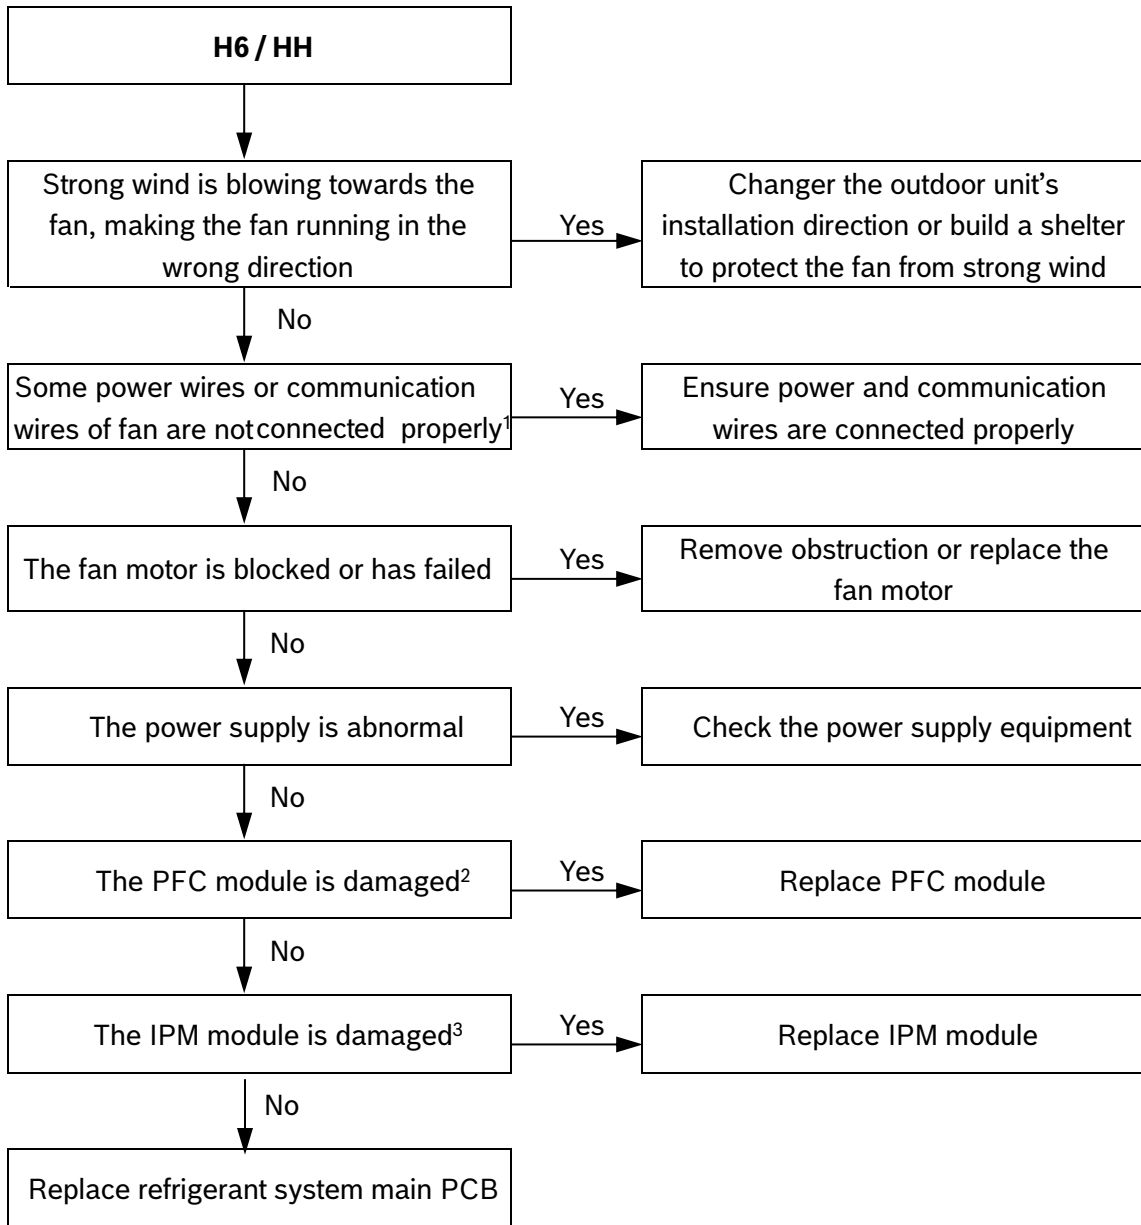 H6 / HH
Strong wind is blowing towards the
fan, making the fan running in the
wrong direction
Yes
Changer the outdoor unit's
installation direction or build a shelter
to protect the fan from strong wind
No
Some power wires or communication
wires of fan are not connected properly¹
Yes
Ensure power and communication
wires are connected properly
No
The fan motor is blocked or has failed
Yes
Remove obstruction or replace the
fan motor
No
The power supply is abnormal
Yes
Check the power supply equipment
No
The PFC module is damaged²
Yes
Replace PFC module
No
The IPM module is damaged³
Yes
Replace IPM module
No
Replace refrigerant system main PCB